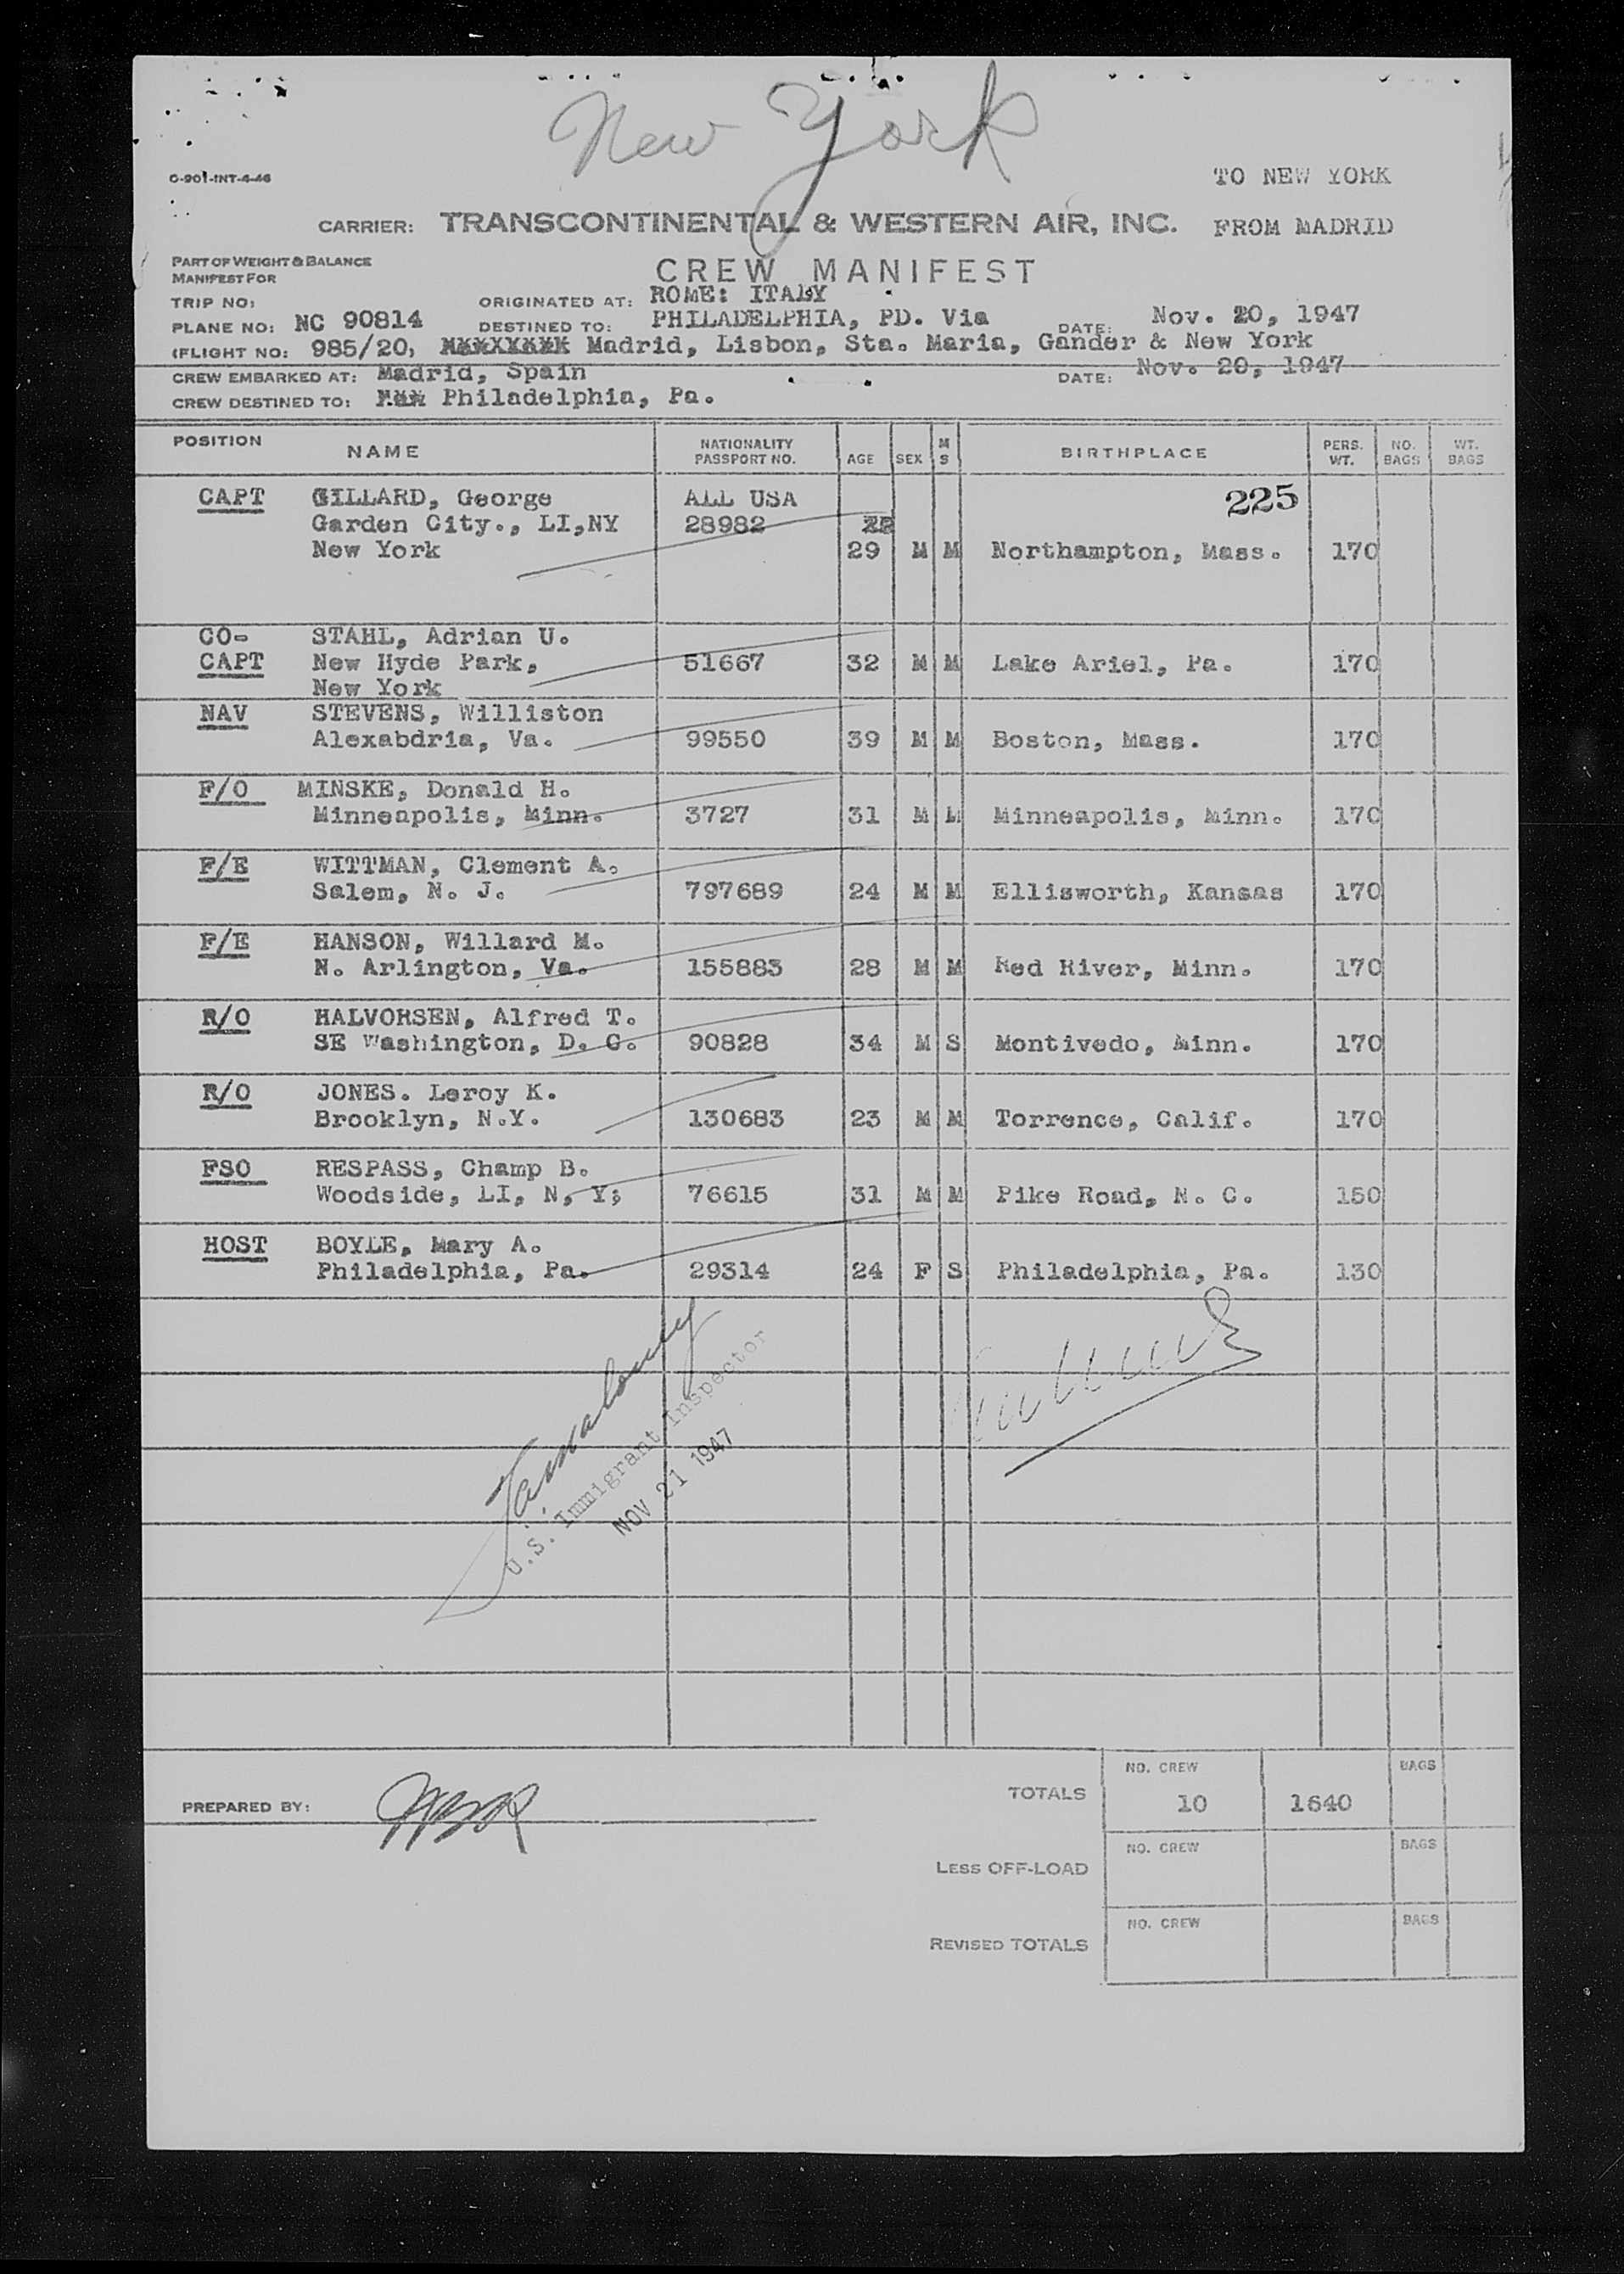 New York
C-901-INT-4-46
TO NEW YORK
CARRIER: TRANSCONTINENTAL & WESTERN AIR, INC. FROM MADRID
PART OF WEIGHT & BALANCE
MANIFEST FOR
CREW MANIFEST
TRIP NO: ORIGINATED AT: ROME: ITALY
PLANE NO: NC 90814 DESTINED TO: PHILADELPHIA, PD. Via DATE: Nov. 20, 1947
(FLIGHT NO: 985/20, Madrid, Lisbon, Sta. Maria, Gander & New York
CREW EMBARKED AT: Madrid, Spain DATE: Nov. 20, 1947
CREW DESTINED TO: Philadelphia, Pa.
POSITION NAME NATIONALITY PASSPORT NO. AGE SEX M S BIRTHPLACE PERS. WT. NO. BAGS WT. BAGS
CAPT GILLARD, George ALL USA 225
Garden City., LI,NY 28982
New York 29 M M Northampton, Mass. 170
CO- STAHL, Adrian U.
CAPT New Hyde Park, 51667 32 M M Lake Ariel, Pa. 170
New York
NAV STEVENS, Williston
Alexabdria, Va. 99550 39 M M Boston, Mass. 170
F/O MINSKE, Donald H.
Minneapolis, Minn. 3727 31 M M Minneapolis, Minn. 170
F/E WITTMAN, Clement A.
Salem, N. J. 797689 24 M M Ellisworth, Kansas 170
F/E HANSON, Willard M.
N. Arlington, Va. 155883 28 M M Red River, Minn. 170
R/O HALVORSEN, Alfred T.
SE Washington, D. C. 90828 34 M S Montivedo, Minn. 170
R/O JONES. Leroy K.
Brooklyn, N.Y. 130683 23 M M Torrence, Calif. 170
FSO RESPASS, Champ B.
Woodside, LI, N, Y; 76615 31 M M Pike Road, N. C. 150
HOST BOYLE, Mary A.
Philadelphia, Pa. 29314 24 F S Philadelphia, Pa. 130
U.S. Immigrant Inspector
NOV 21 1947
PREPARED BY:
TOTALS NO. CREW 10 1640 BAGS
LESS OFF-LOAD NO. CREW BAGS
REVISED TOTALS NO. CREW BAGS